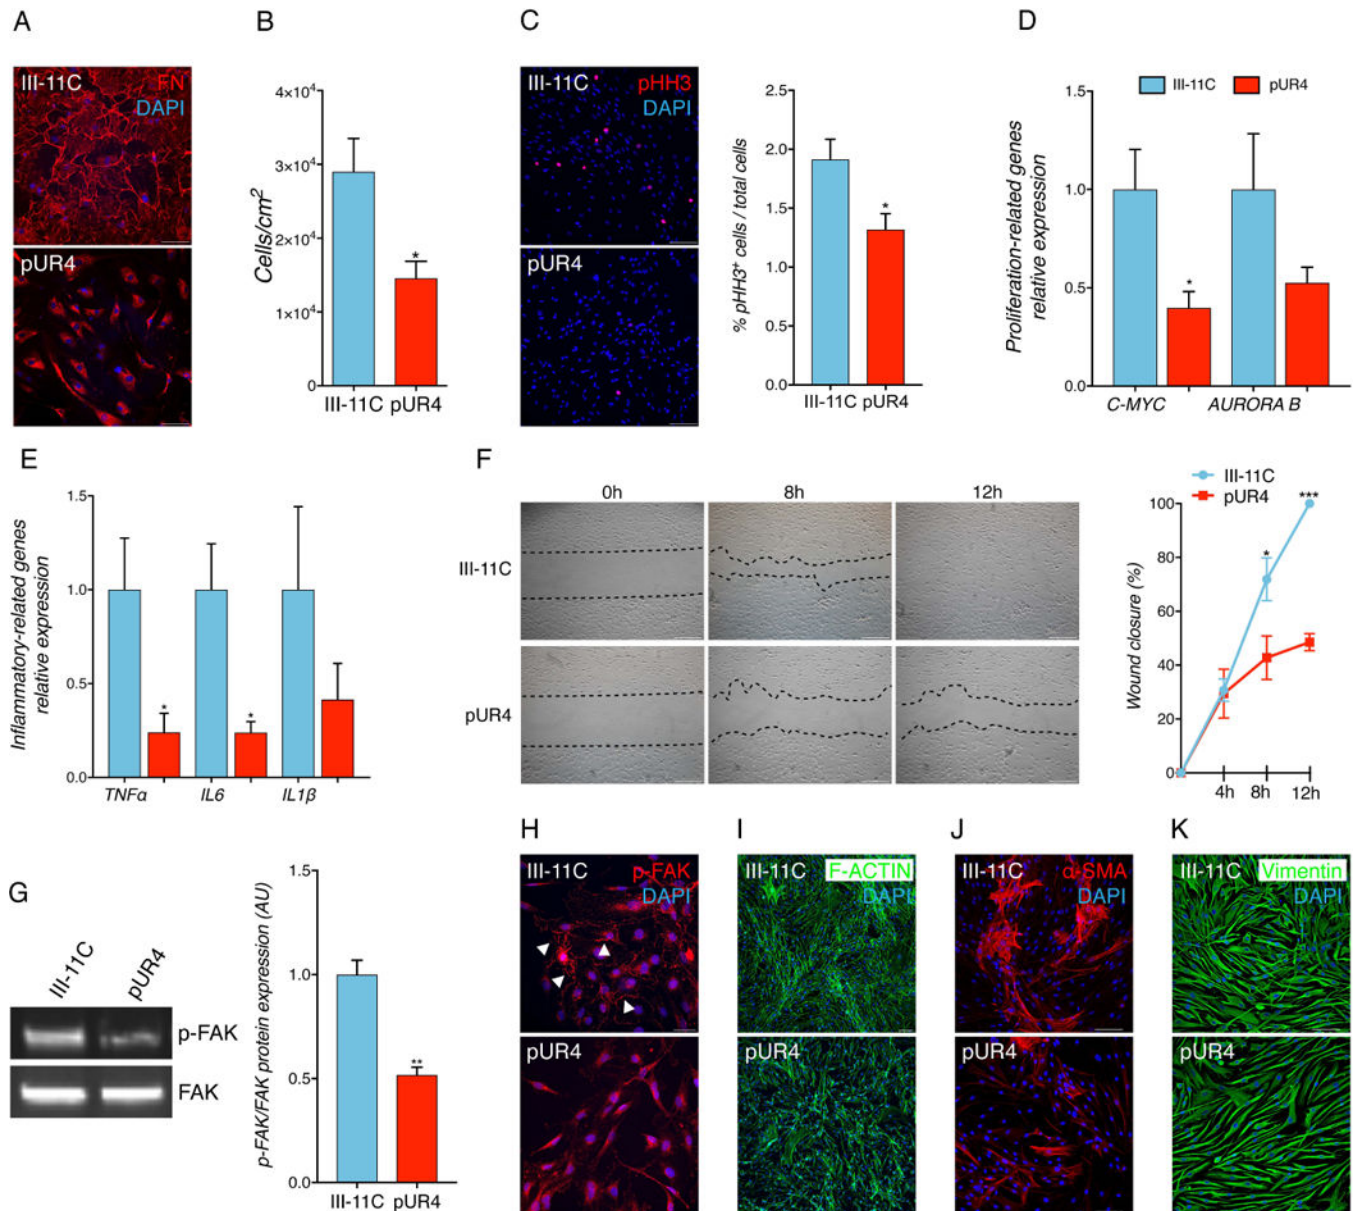 A
III-11C
FN
DAPI
pUR4
B
Cells/cm²
4×10⁴
3×10⁴
2×10⁴
1×10⁴
0
*
III-11C pUR4
C
III-11C
pHH3
DAPI
pUR4
% pHH3⁺ cells / total cells
2.5
2.0
1.5
1.0
0.5
0.0
*
III-11C pUR4
D
III-11C
pUR4
Proliferation-related genes
relative expression
1.5
1.0
0.5
0.0
*
C-MYC
AURORA B
E
Inflammatory-related genes
relative expression
1.5
1.0
0.5
0.0
*
*
TNFα
IL6
IL1β
F
0h
8h
12h
III-11C
pUR4
III-11C
pUR4
Wound closure (%)
100
80
60
40
20
0
*
***
4h
8h
12h
G
III-11C
pUR4
p-FAK
FAK
p-FAK/FAK protein expression (AU)
1.5
1.0
0.5
0.0
**
III-11C pUR4
H
III-11C
p-FAK
DAPI
pUR4
I
III-11C
F-ACTIN
DAPI
pUR4
J
III-11C
α-SMA
DAPI
pUR4
K
III-11C
Vimentin
DAPI
pUR4